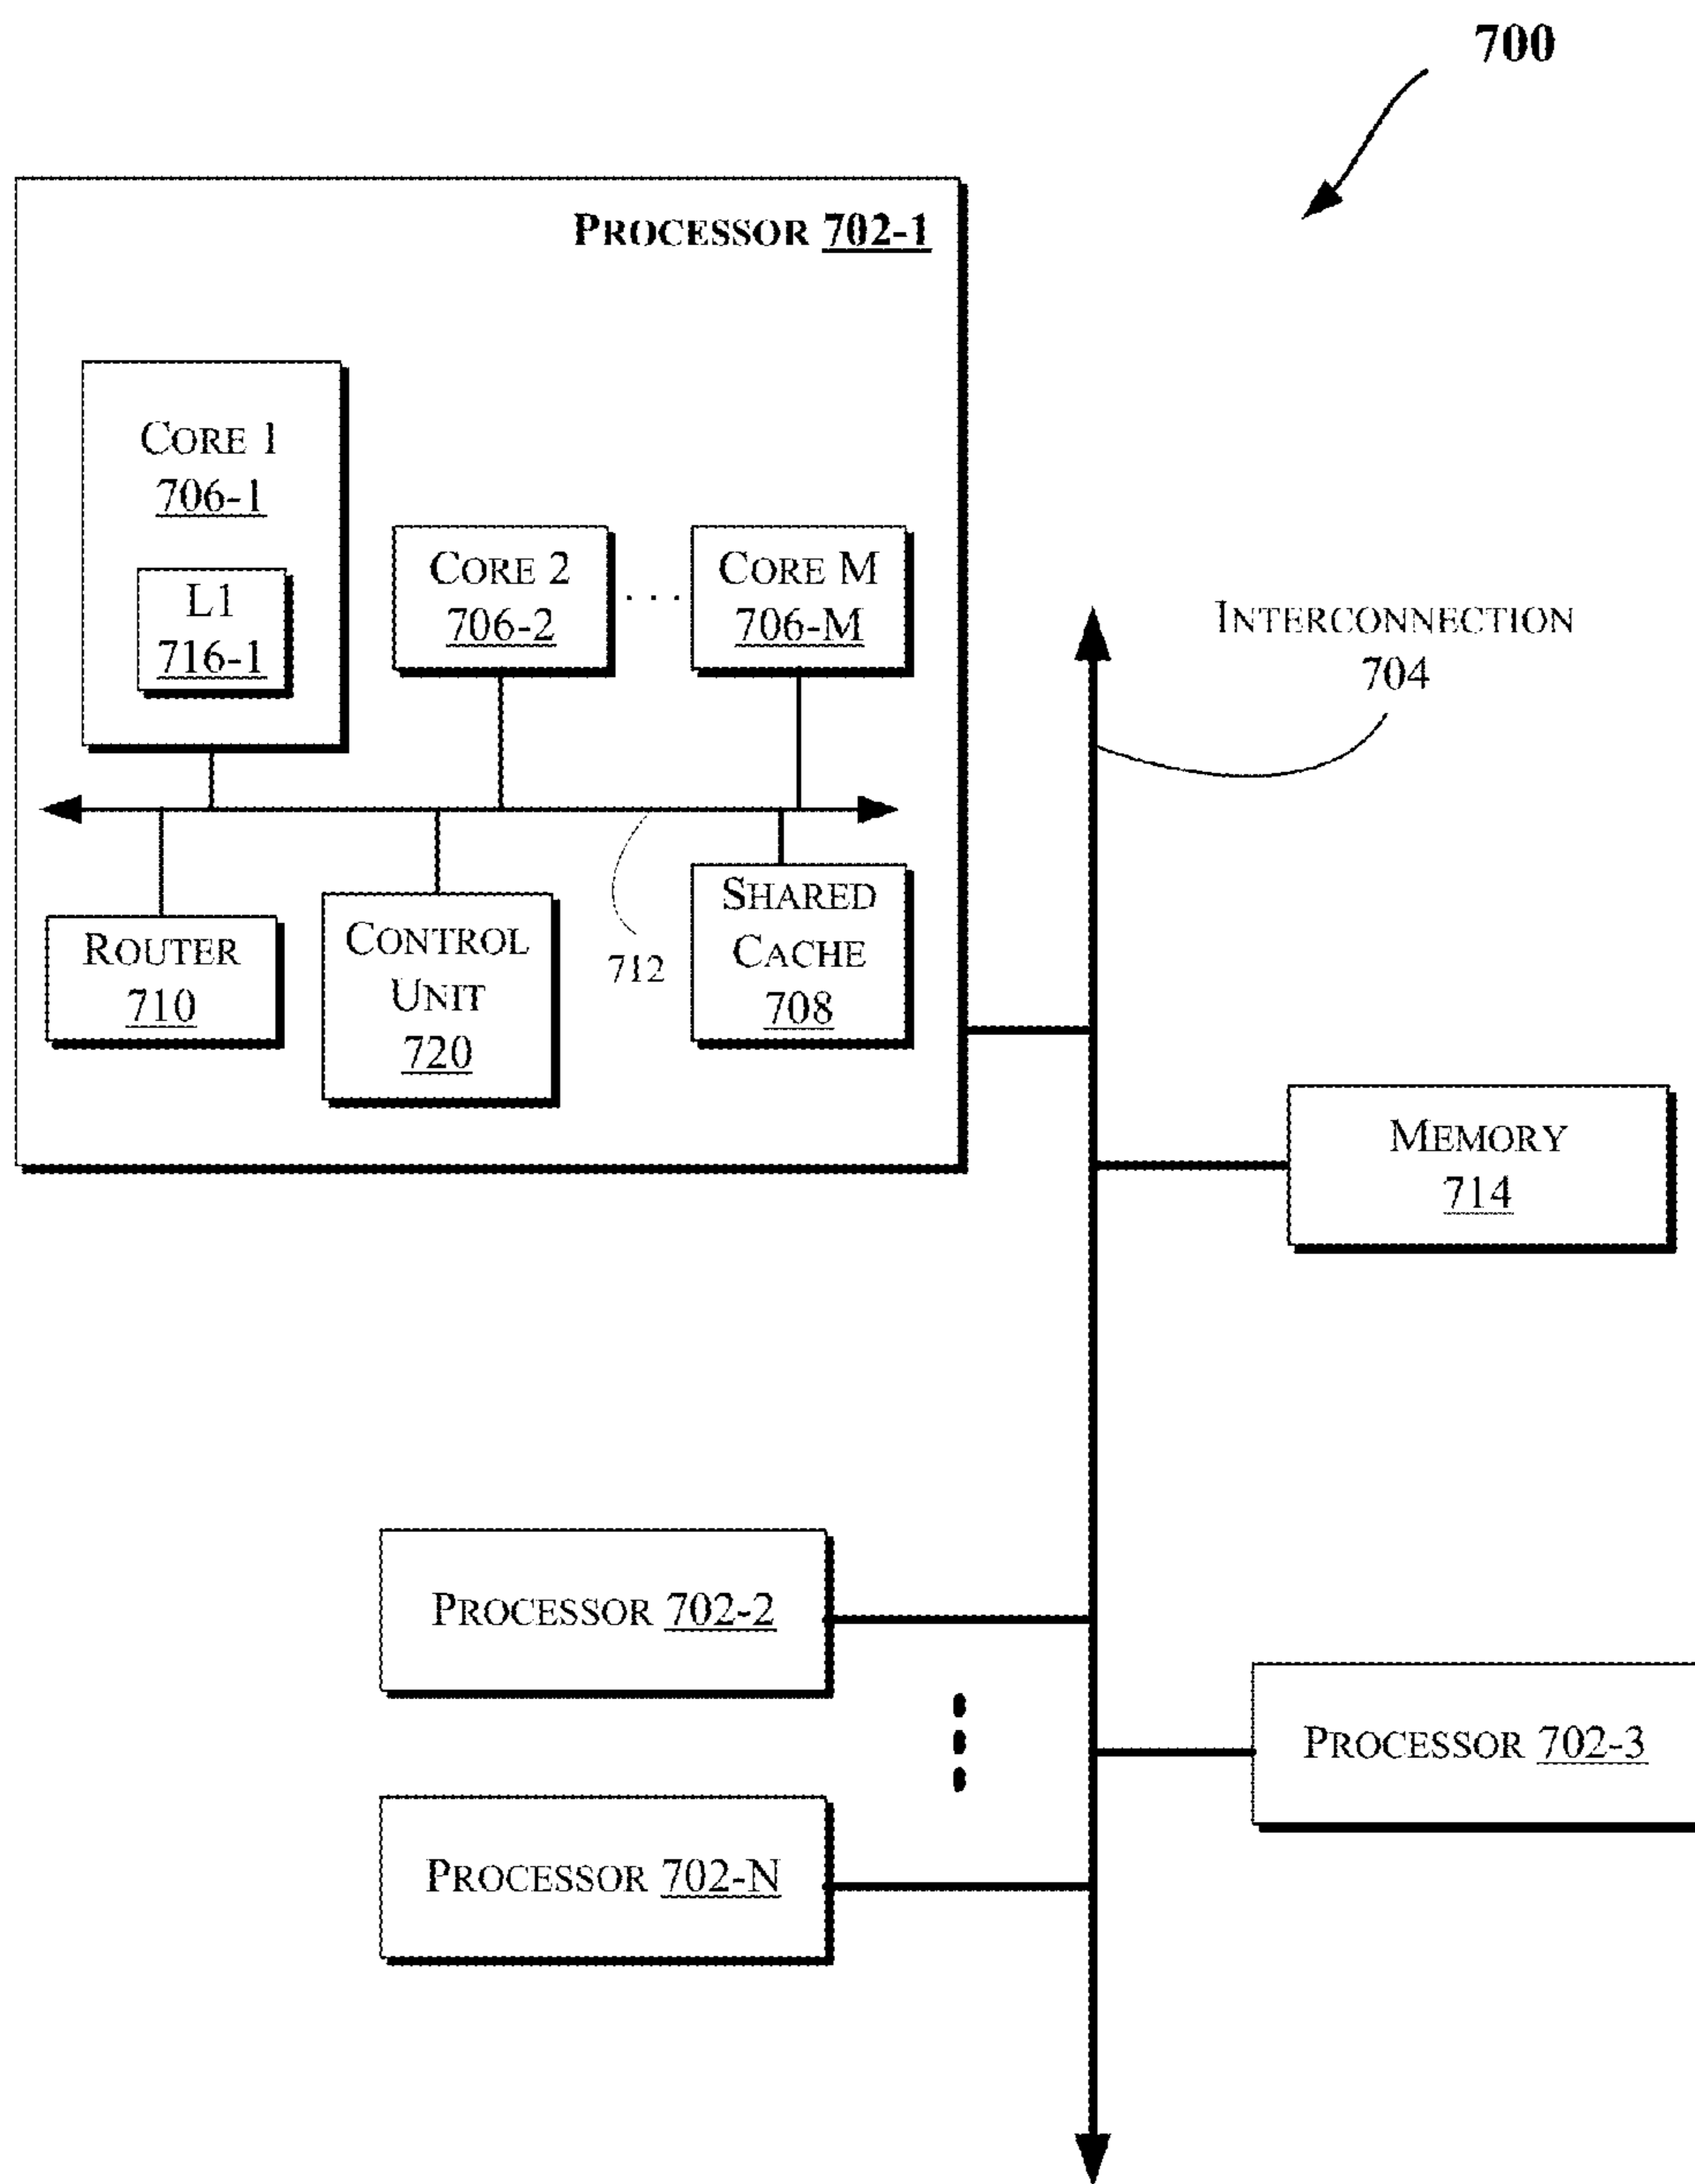 700
PROCESSOR 702-1
CORE 1
706-1
L1
716-1
CORE 2
706-2
. . .
CORE M
706-M
INTERCONNECTION
704
ROUTER
710
CONTROL
UNIT
720
712
SHARED
CACHE
708
MEMORY
714
PROCESSOR 702-2
PROCESSOR 702-3
PROCESSOR 702-N